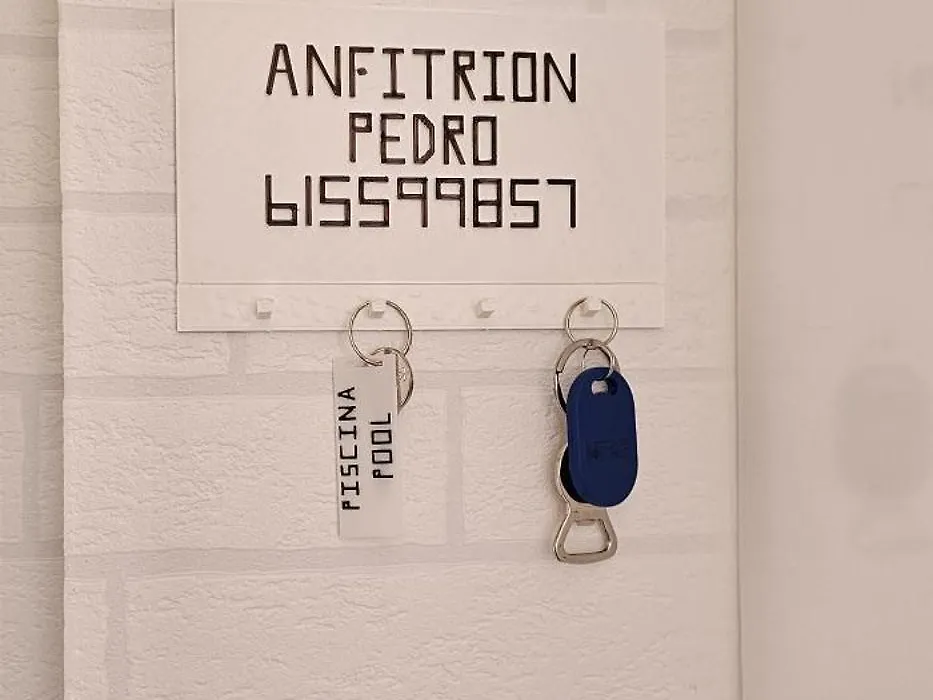 ANFITRION
PEDRO
615599857
PISCINA
POOL